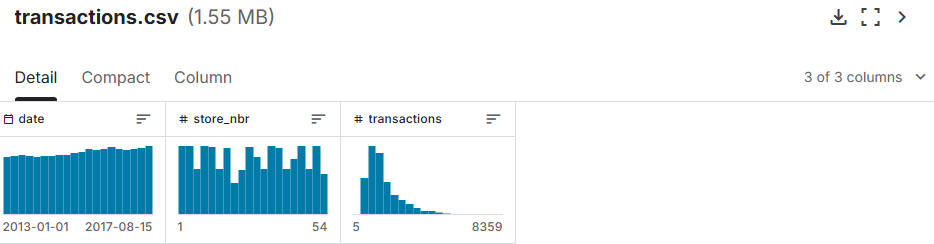 transactions.csv (1.55 MB)
Detail Compact Column 3 of 3 columns
date # store_nbr # transactions
2013-01-01 2017-08-15 1 54 5 8359